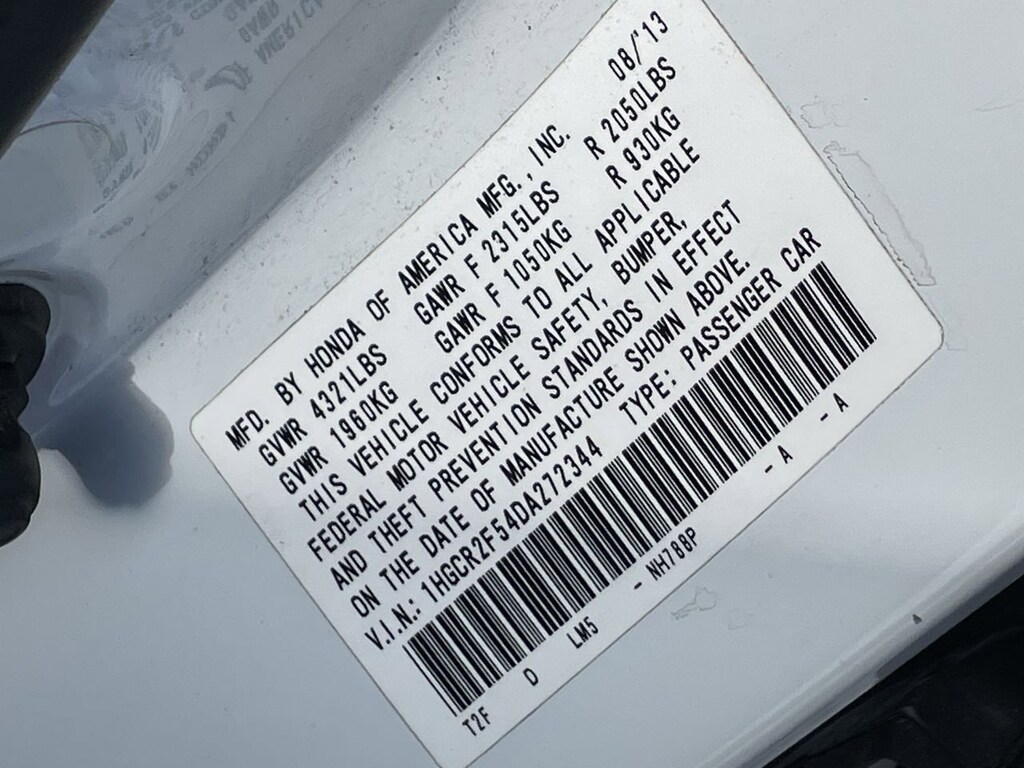 MFD. BY HONDA OF AMERICA MFG., INC. 08/'13
GVWR 4321LBS GAWR F 2315LBS R 2050LBS
GVWR 1960KG GAWR F 1050KG R 930KG
THIS VEHICLE CONFORMS TO ALL APPLICABLE
FEDERAL MOTOR VEHICLE SAFETY, BUMPER,
AND THEFT PREVENTION STANDARDS IN EFFECT
ON THE DATE OF MANUFACTURE SHOWN ABOVE.
V.I.N.: 1HGCR2F54DA272344 TYPE: PASSENGER CAR
T2F D LM5 - NH788P - A - A